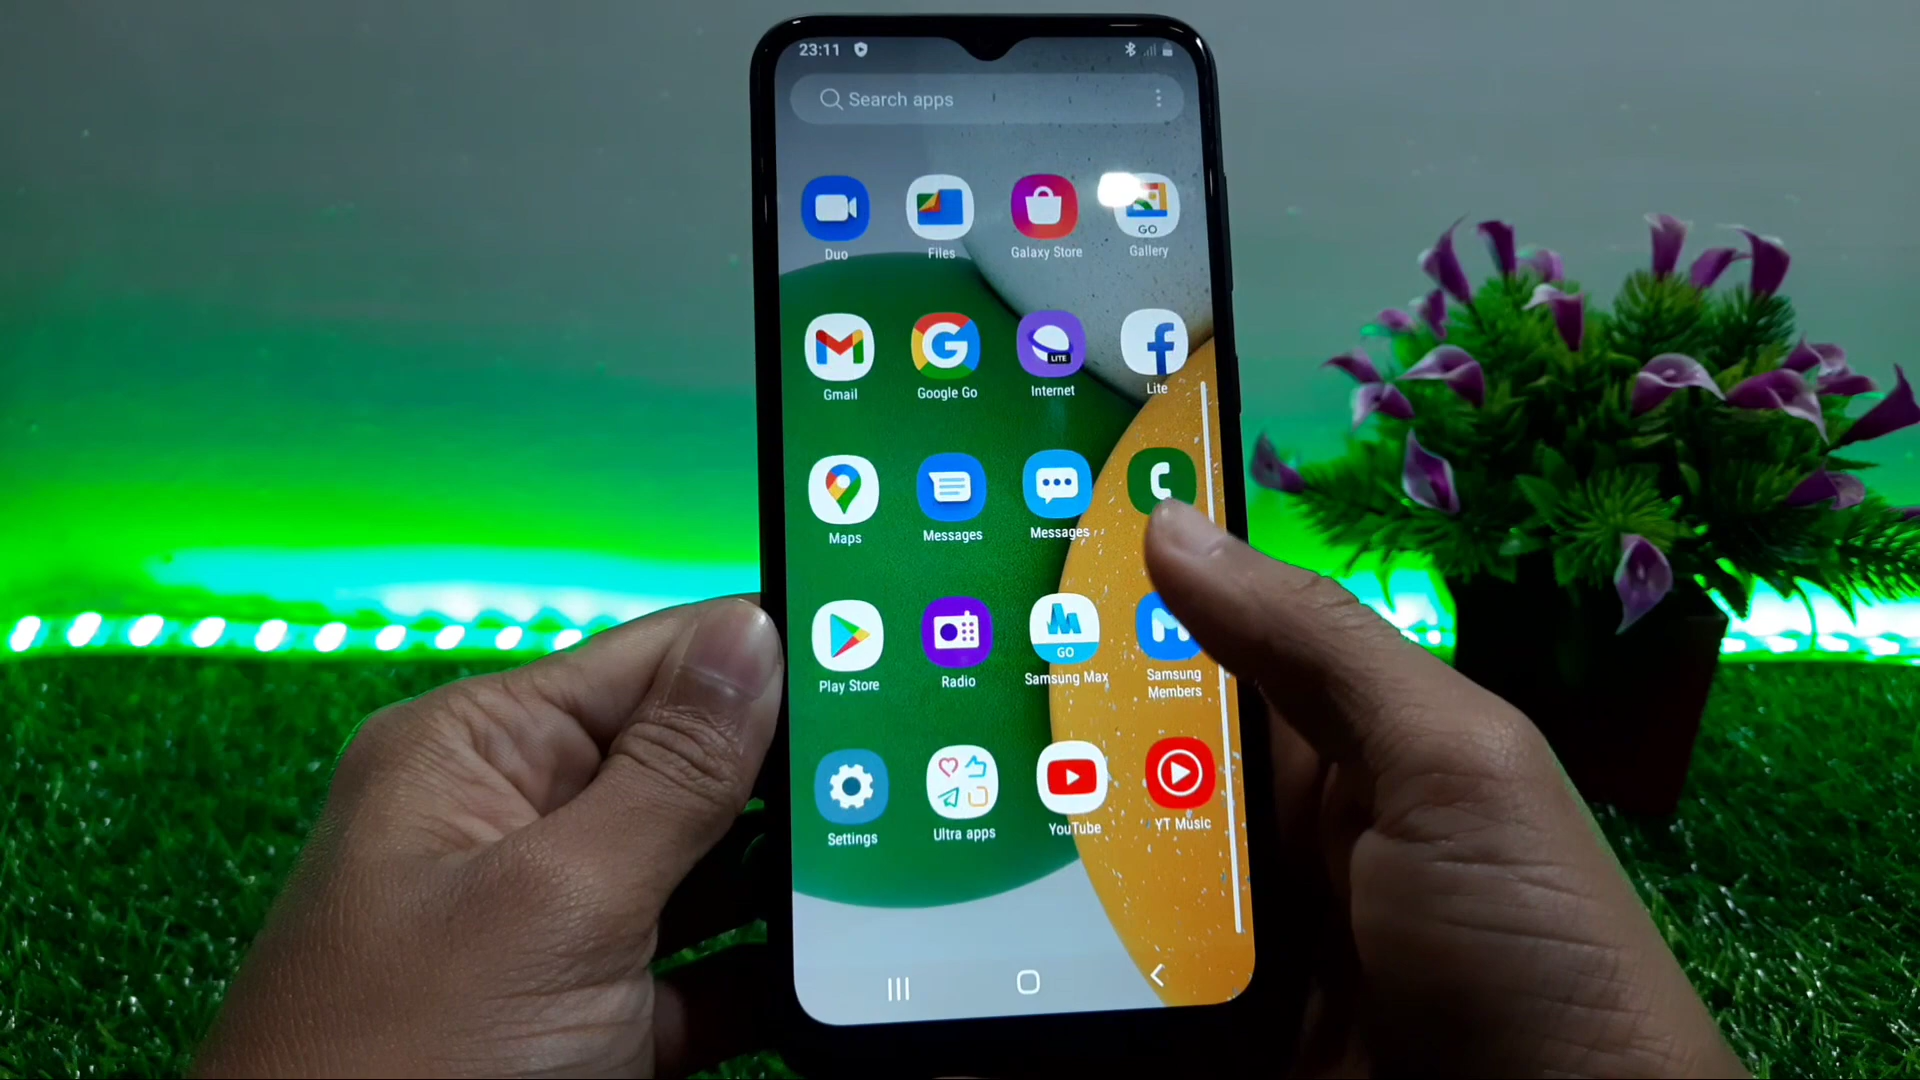 23:11
Search apps
Duo Files Galaxy Store GO Gallery
Gmail Google Go LITE Internet Lite
Maps Messages Messages
Play Store Radio GO Samsung Max Samsung Members
Settings Ultra apps YouTube YT Music